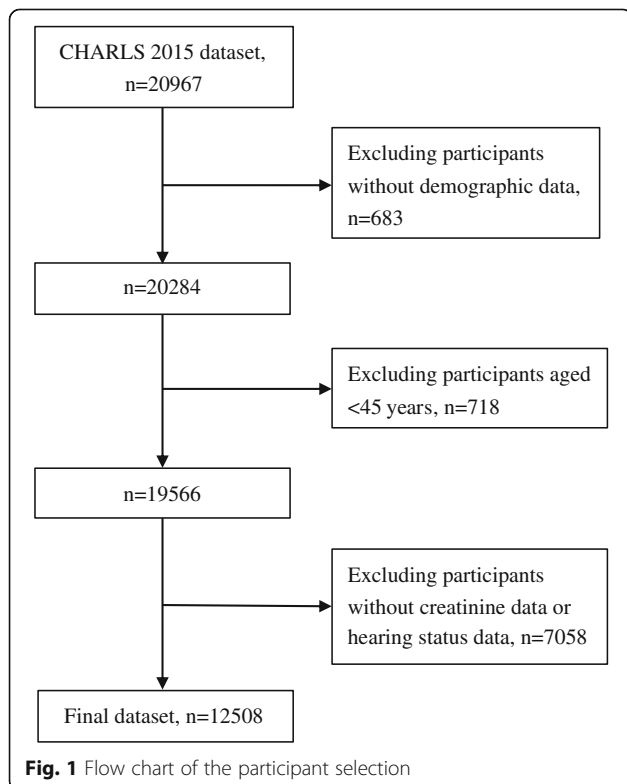 CHARLS 2015 dataset,
n=20967
Excluding participants
without demographic data,
n=683
n=20284
Excluding participants aged
<45 years, n=718
n=19566
Excluding participants
without creatinine data or
hearing status data, n=7058
Final dataset, n=12508
Fig. 1 Flow chart of the participant selection